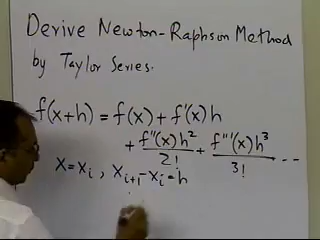 Derive Newton-Raphson Method
by Taylor Series.
f(x+h) = f(x) + f'(x)h
+ f''(x)h²/2! + f'''(x)h³/3! ---
x=xᵢ, xᵢ₊₁-xᵢ=h